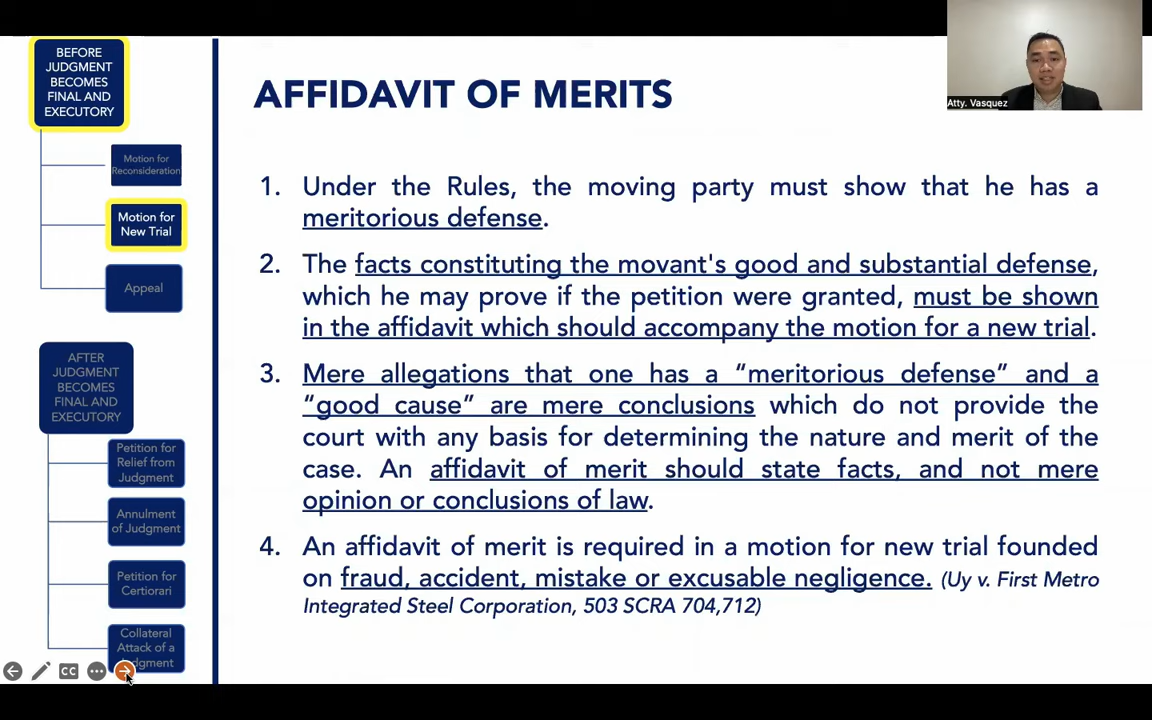 BEFORE
JUDGMENT
BECOMES
FINAL AND
EXECUTORY
Motion for
Reconsideration
Motion for
New Trial
Appeal
AFTER
JUDGMENT
BECOMES
FINAL AND
EXECUTORY
Petition for
Relief from
Judgment
Annulment
of Judgment
Petition for
Certiorari
Collateral
Attack of a
dgment
CC
AFFIDAVIT OF MERITS
Atty. Vasquez
1. Under the Rules, the moving party must show that he has a
meritorious defense.
2. The facts constituting the movant's good and substantial defense,
which he may prove if the petition were granted, must be shown
in the affidavit which should accompany the motion for a new trial.
3. Mere allegations that one has a “meritorious defense” and a
“good cause” are mere conclusions which do not provide the
court with any basis for determining the nature and merit of the
case. An affidavit of merit should state facts, and not mere
opinion or conclusions of law.
4. An affidavit of merit is required in a motion for new trial founded
on fraud, accident, mistake or excusable negligence. (Uy v. First Metro
Integrated Steel Corporation, 503 SCRA 704,712)